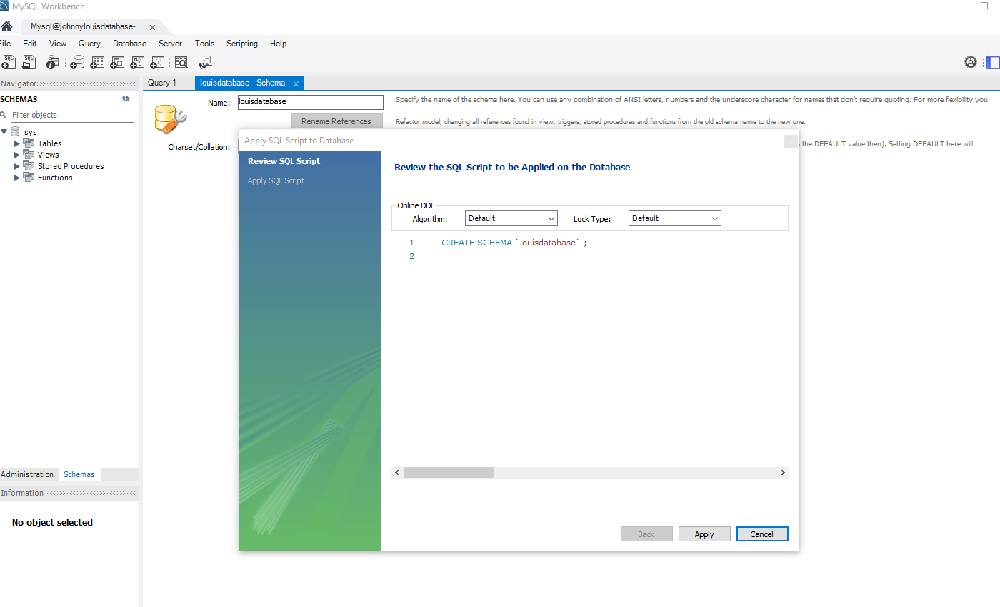 MySQL Workbench
Mysql@johnnylouisdatabase-...
File Edit View Query Database Server Tools Scripting Help
Navigator
Query 1
louisdatabase - Schema
SCHEMAS
Filter objects
sys
Tables
Views
Stored Procedures
Functions
Name:
louisdatabase
Specify the name of the schema here. You can use any combination of ANSI letters, numbers and the underscore character for names that don't require quoting. For more flexibility you
Rename References
Refactor model, changing all references found in view, triggers, stored procedures and functions from the old schema name to the new one.
Charset/Collation:
s the DEFAULT value then). Setting DEFAULT here will
Apply SQL Script to Database
Review SQL Script
Apply SQL Script
Review the SQL Script to be Applied on the Database
Online DDL
Algorithm:
Default
Lock Type:
Default
1 CREATE SCHEMA `louisdatabase` ;
2
Back
Apply
Cancel
Administration
Schemas
Information
No object selected